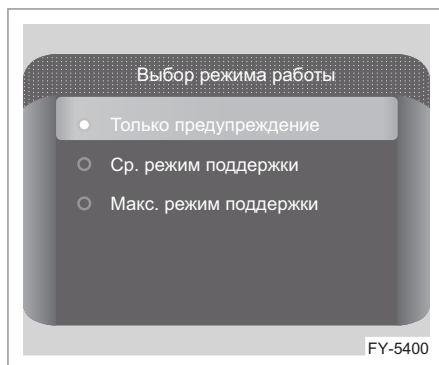 Выбор режима работы
Только предупреждение
Ср. режим поддержки
Макс. режим поддержки
FY-5400